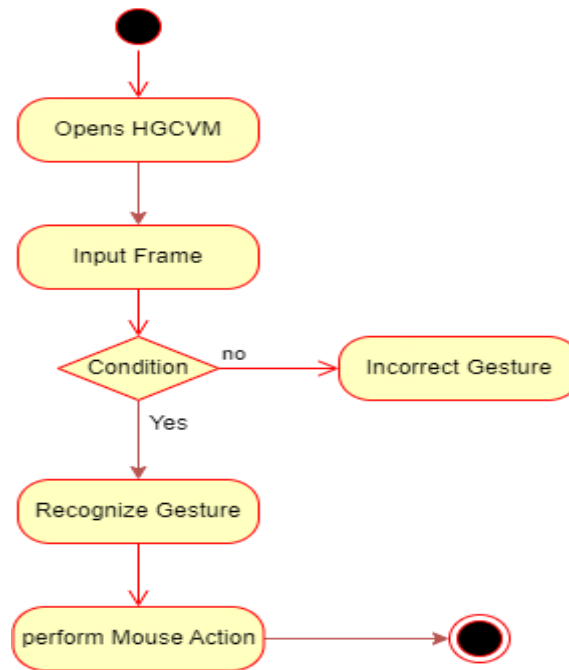 Opens HGCVM
Input Frame
Condition
no
Incorrect Gesture
Yes
Recognize Gesture
perform Mouse Action